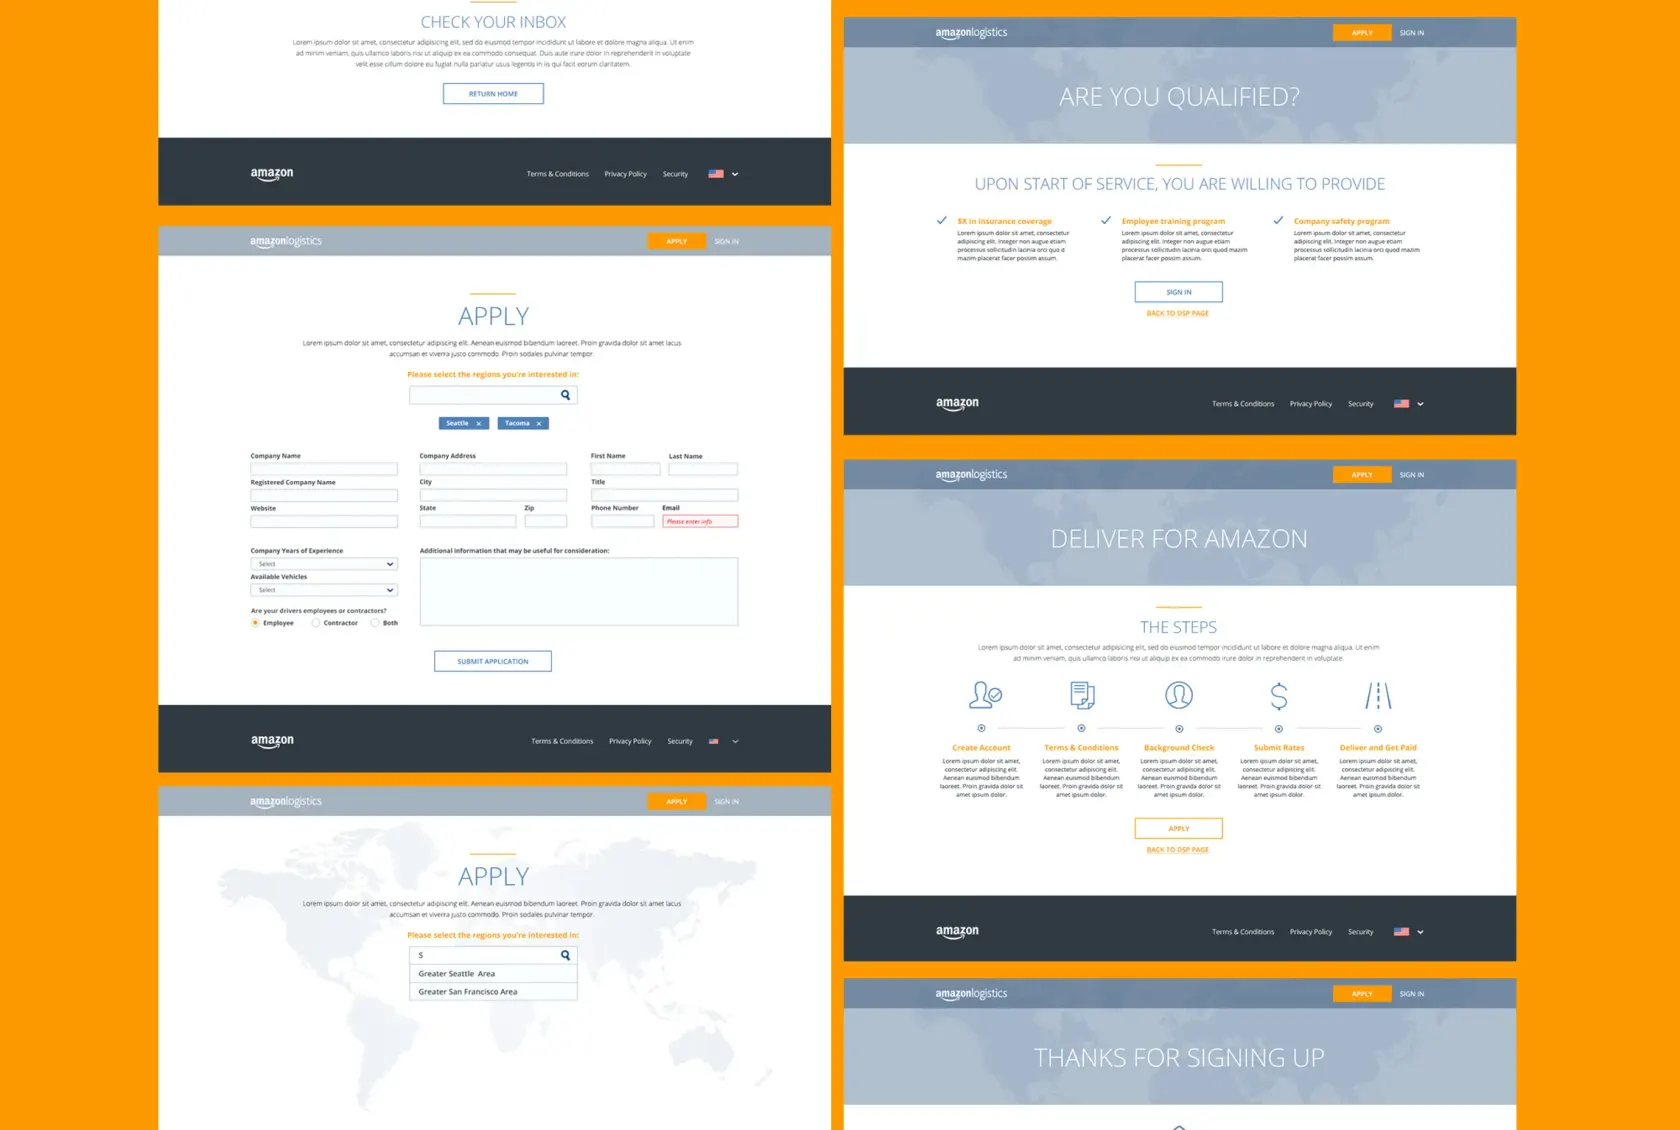 CHECK YOUR INBOX
Lorem ipsum dolor sit amet, consectetur adipisicing elit, sed do eiusmod tempor incididunt ut labore et dolore magna aliqua. Ut enim
ad minim veniam, quis ullamco laboris nisi ut aliquip ex ea commodo consequat. Duis aute irure dolor in reprehenderit in voluptate
velit esse cillum dolore eu fugiat nulla pariatur usus legentis in iis qui facit eorum claritatem.
RETURN HOME
amazon
Terms & Conditions Privacy Policy Security
amazonlogistics
APPLY SIGN IN
APPLY
Lorem ipsum dolor sit amet, consectetur adipiscing elit. Aenean euismod bibendum laoreet. Proin gravida dolor sit amet lacus
accumsan et viverra justo commodo. Proin sodales pulvinar tempor.
Please select the regions you're interested in:
Seattle x Tacoma x
Company Name Company Address First Name Last Name
Registered Company Name City Title
Website State Zip Phone Number Email
Please enter info
Company Years of Experience Additional information that may be useful for consideration:
Select
Available Vehicles
Select
Are your drivers employees or contractors?
Employee Contractor Both
SUBMIT APPLICATION
amazon
Terms & Conditions Privacy Policy Security
amazonlogistics
APPLY SIGN IN
APPLY
Lorem ipsum dolor sit amet, consectetur adipiscing elit. Aenean euismod bibendum laoreet. Proin gravida dolor sit amet lacus
accumsan et viverra justo commodo. Proin sodales pulvinar tempor.
Please select the regions you're interested in:
S
Greater Seattle Area
Greater San Francisco Area
amazonlogistics
APPLY SIGN IN
ARE YOU QUALIFIED?
UPON START OF SERVICE, YOU ARE WILLING TO PROVIDE
$X in insurance coverage
Lorem ipsum dolor sit amet, consectetur
adipiscing elit. Integer non augue etiam
processus sollicitudin lacinia orci quis d
mazim placerat facer possim assum.
Employee training program
Lorem ipsum dolor sit amet, consectetur
adipiscing elit. Integer non augue etiam
processus sollicitudin lacinia orci quod mazim
placerat facer possim assum.
Company safety program
Lorem ipsum dolor sit amet, consectetur
adipiscing elit. Integer non augue etiam
processus sollicitudin lacinia orci quod mazim
placerat facer possim assum.
SIGN IN
BACK TO DSP PAGE
amazon
Terms & Conditions Privacy Policy Security
amazonlogistics
APPLY SIGN IN
DELIVER FOR AMAZON
THE STEPS
Lorem ipsum dolor sit amet, consectetur adipisicing elit, sed do eiusmod tempor incididunt ut labore et dolore magna aliqua. Ut enim
ad minim veniam, quis ullamco laboris nisi ut aliquip ex ea commodo irure dolor in reprehenderit in voluptate.
Create Account
Lorem ipsum dolor sit amet,
consectetur adipiscing elit.
Aenean euismod bibendum
laoreet. Proin gravida dolor sit
amet ipsum dolor.
Terms & Conditions
Lorem ipsum dolor sit amet,
consectetur adipiscing elit.
Aenean euismod bibendum
laoreet. Proin gravida dolor sit
amet ipsum dolor.
Background Check
Lorem ipsum dolor sit amet,
consectetur adipiscing elit.
Aenean euismod bibendum
laoreet. Proin gravida dolor sit
amet ipsum dolor.
Submit Rates
Lorem ipsum dolor sit amet,
consectetur adipiscing elit.
Aenean euismod bibendum
laoreet. Proin gravida dolor sit
amet ipsum dolor.
Deliver and Get Paid
Lorem ipsum dolor sit amet,
consectetur adipiscing elit.
Aenean euismod bibendum
laoreet. Proin gravida dolor sit
amet ipsum dolor.
APPLY
BACK TO DSP PAGE
amazon
Terms & Conditions Privacy Policy Security
amazonlogistics
APPLY SIGN IN
THANKS FOR SIGNING UP